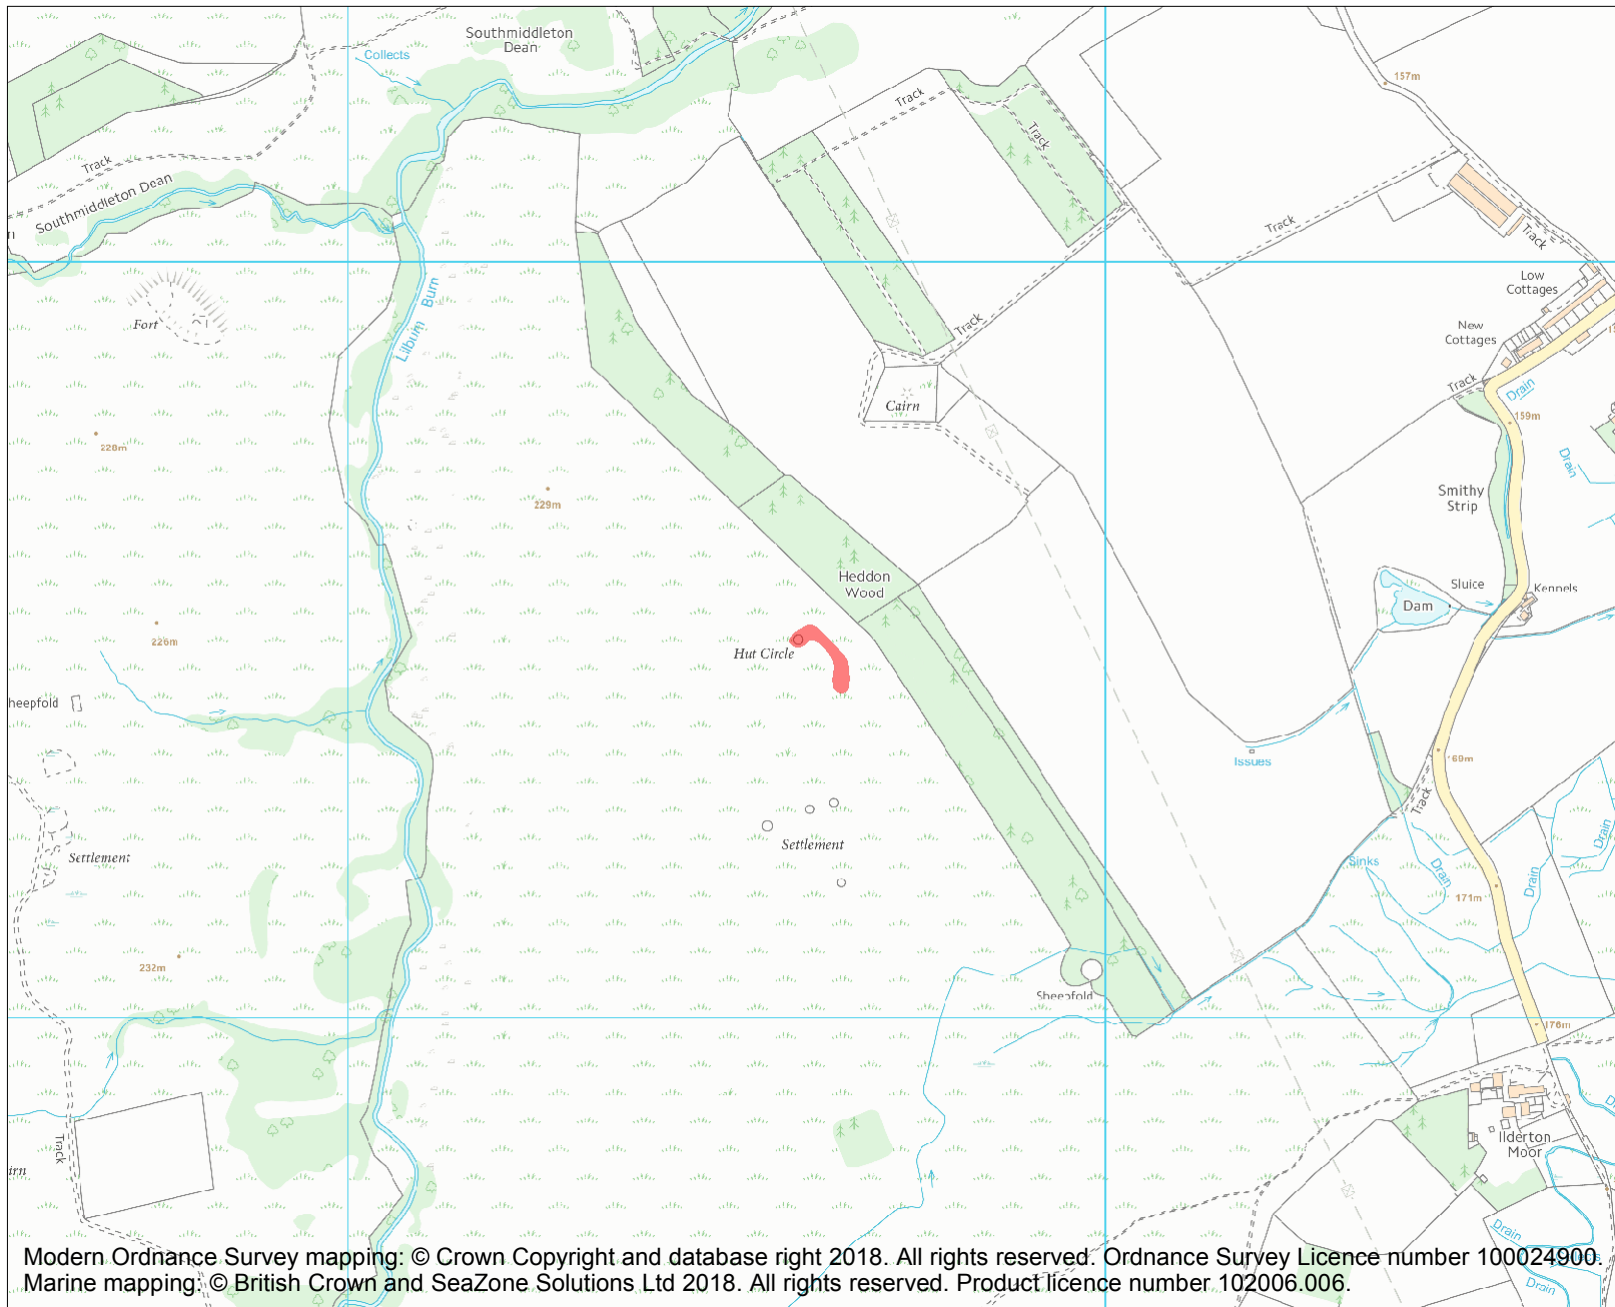 Southmiddleton
Dean
Collects
157m
Track
Track
Track
Southmiddleton Dean
Track
Track
Low
Cottages
Fort
Lilburn Burn
Track
New
Cottages
Track
Drain
Cairn
159m
228m
Drain
229m
Smithy
Strip
Heddon
Wood
Sluice
Kennels
Dam
226m
Hut Circle
heepfold
Issues
69m
Track
Settlement
Settlement
Sinks
Drain
Drain
Drain
171m
232m
Sheepfold
176m
Track
Ilderton
Moor
irn
Drain
Modern Ordnance Survey mapping: © Crown Copyright and database right 2018. All rights reserved. Ordnance Survey Licence number 100024900.
Marine mapping: © British Crown and SeaZone Solutions Ltd 2018. All rights reserved. Product licence number 102006.006.
Drain